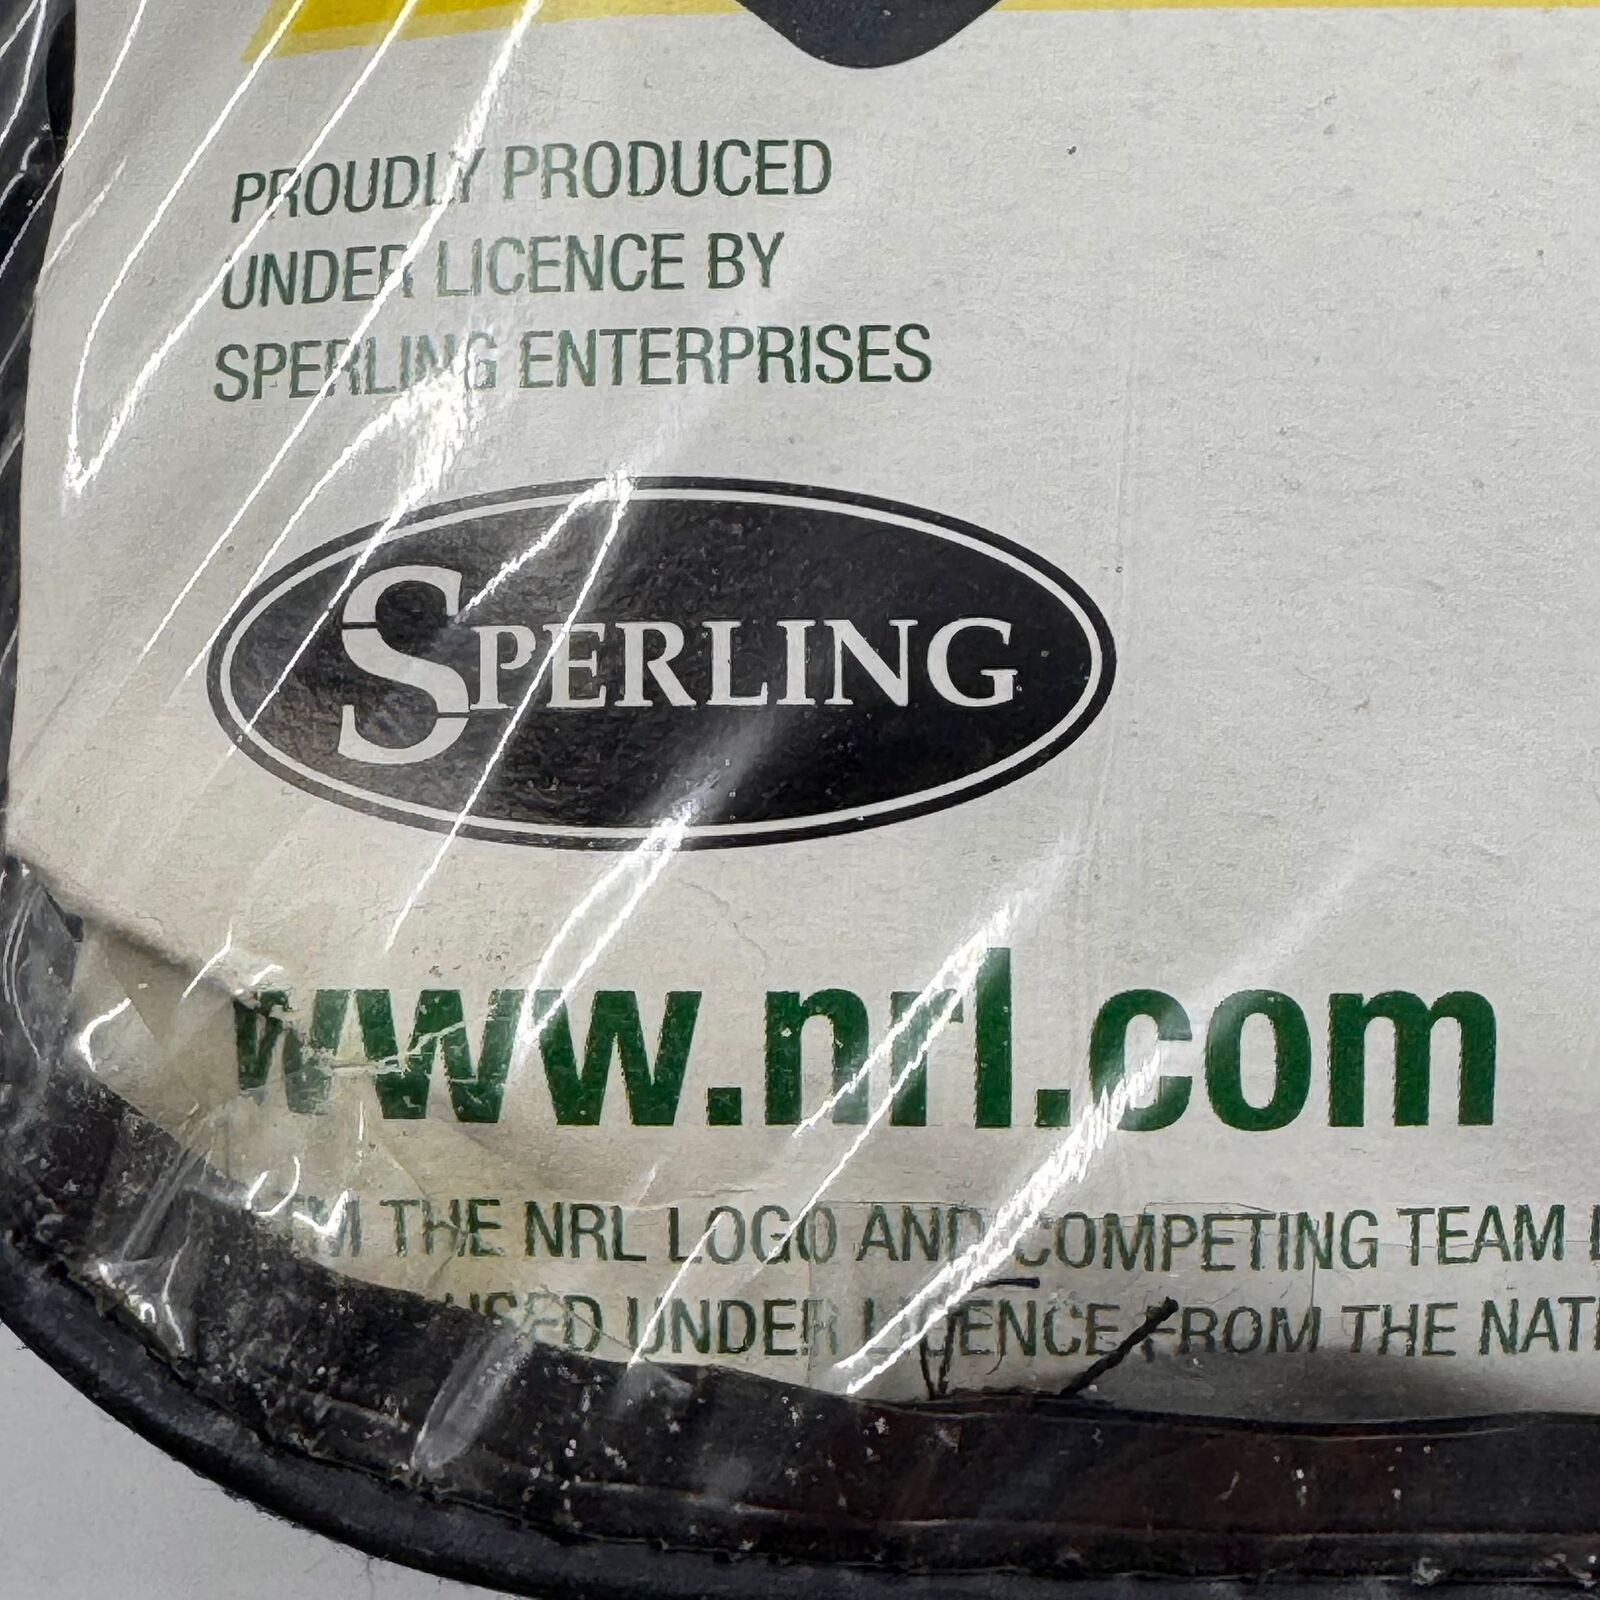 PROUDLY PRODUCED
UNDER LICENCE BY
SPERLING ENTERPRISES
SPERLING
www.nrl.com
THE NRL LOGO AND COMPETING TEAM
USED UNDER LICENCE FROM THE